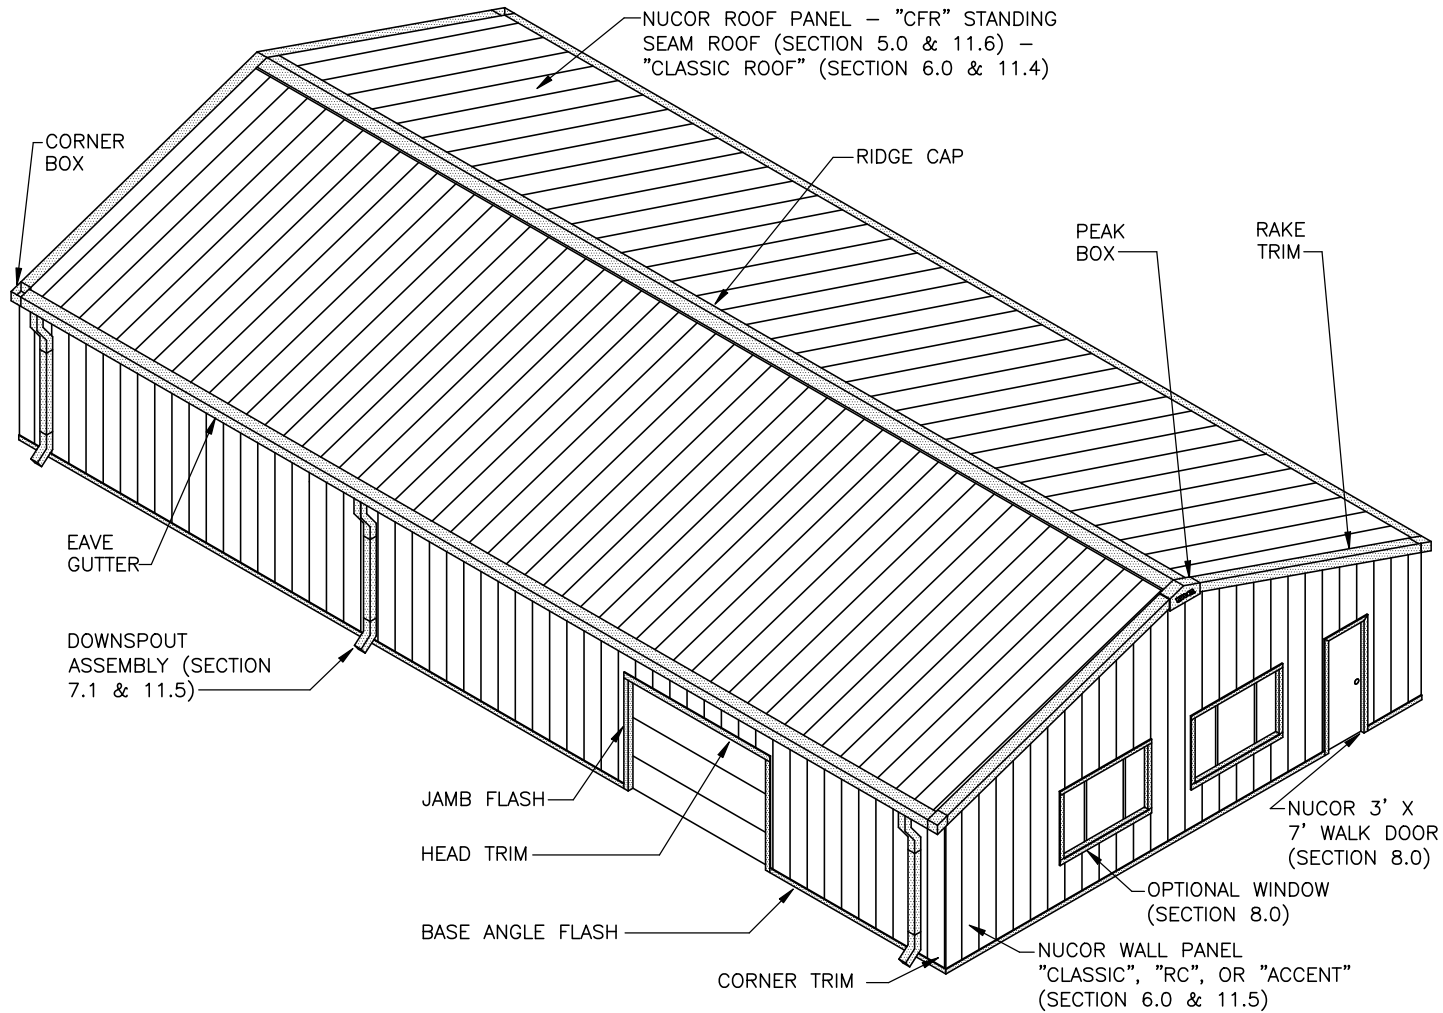 NUCOR ROOF PANEL – "CFR" STANDING
SEAM ROOF (SECTION 5.0 & 11.6) –
"CLASSIC ROOF" (SECTION 6.0 & 11.4)
CORNER
BOX
RIDGE CAP
PEAK
BOX
RAKE
TRIM
EAVE
GUTTER
DOWNSPOUT
ASSEMBLY (SECTION
7.1 & 11.5)
JAMB FLASH
HEAD TRIM
BASE ANGLE FLASH
CORNER TRIM
NUCOR 3' X
7' WALK DOOR
(SECTION 8.0)
OPTIONAL WINDOW
(SECTION 8.0)
NUCOR WALL PANEL
"CLASSIC", "RC", OR "ACCENT"
(SECTION 6.0 & 11.5)